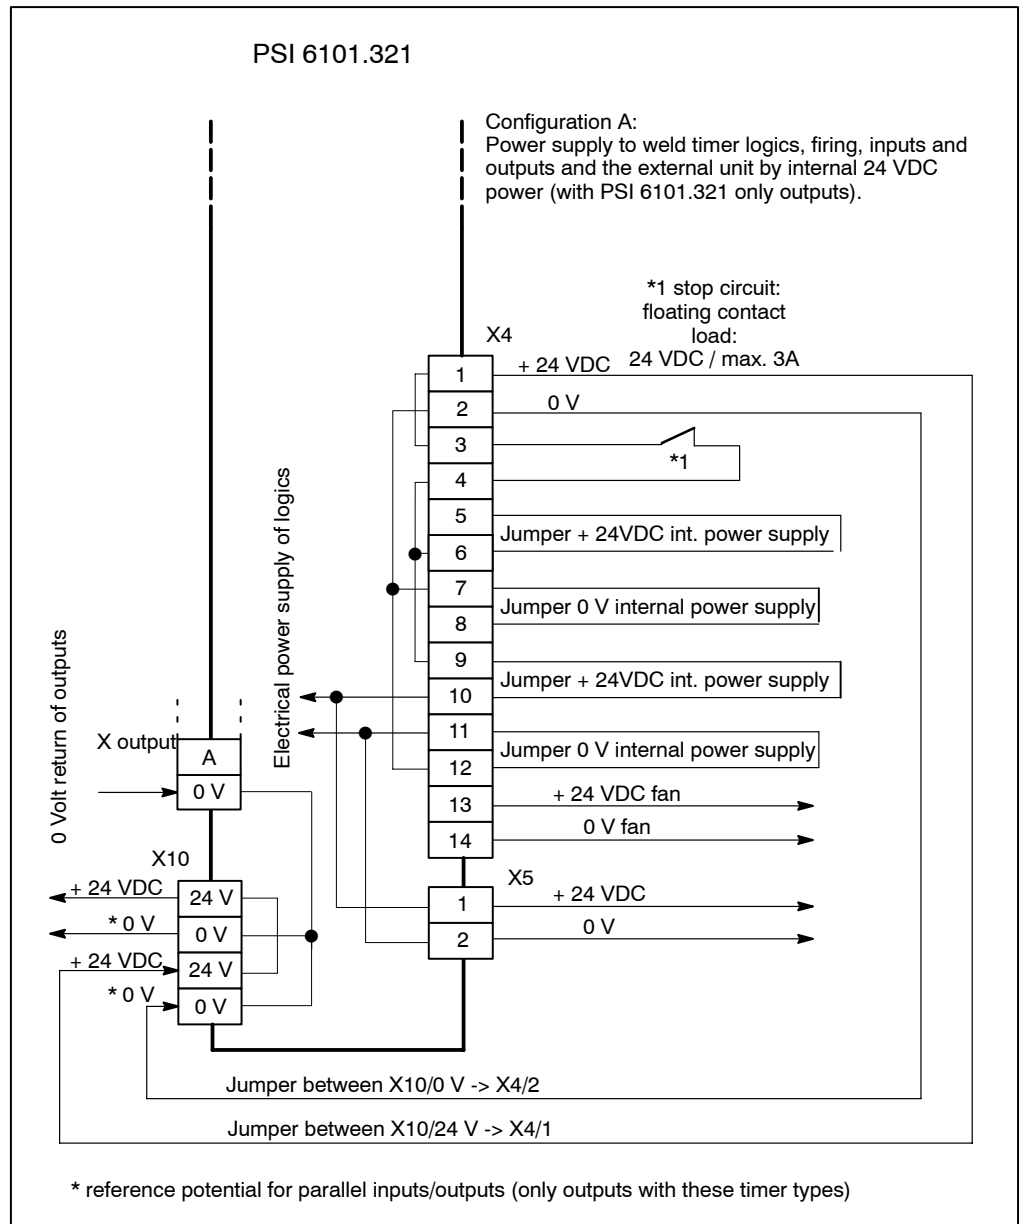 PSI 6101.321
Configuration A:
Power supply to weld timer logics, firing, inputs and
outputs and the external unit by internal 24 VDC
power (with PSI 6101.321 only outputs).
*1 stop circuit:
floating contact
load:
24 VDC / max. 3A
X4
1
+ 24 VDC
2
0 V
3
*1
4
5
Jumper + 24VDC int. power supply
6
7
Jumper 0 V internal power supply
8
9
Jumper + 24VDC int. power supply
10
11
Jumper 0 V internal power supply
12
13
+ 24 VDC fan
14
0 V fan
Electrical power supply of logics
0 Volt return of outputs
X output
A
0 V
X10
+ 24 VDC
24 V
* 0 V
0 V
+ 24 VDC
24 V
* 0 V
0 V
X5
1
+ 24 VDC
2
0 V
Jumper between X10/0 V -> X4/2
Jumper between X10/24 V -> X4/1
* reference potential for parallel inputs/outputs (only outputs with these timer types)